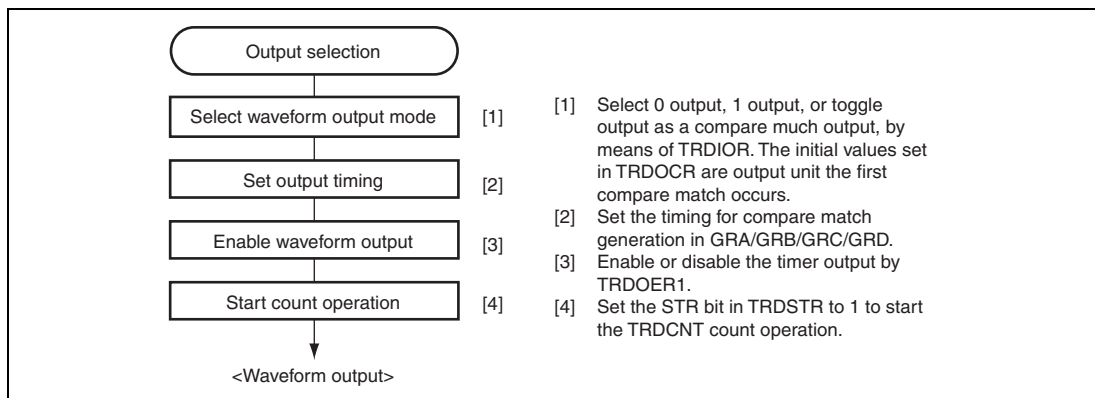 Output selection
Select waveform output mode
[1]
Set output timing
[2]
Enable waveform output
[3]
Start count operation
[4]
<Waveform output>
[1] Select 0 output, 1 output, or toggle
output as a compare much output, by
means of TRDIOR. The initial values set
in TRDOCR are output unit the first
compare match occurs.
[2] Set the timing for compare match
generation in GRA/GRB/GRC/GRD.
[3] Enable or disable the timer output by
TRDOER1.
[4] Set the STR bit in TRDSTR to 1 to start
the TRDCNT count operation.